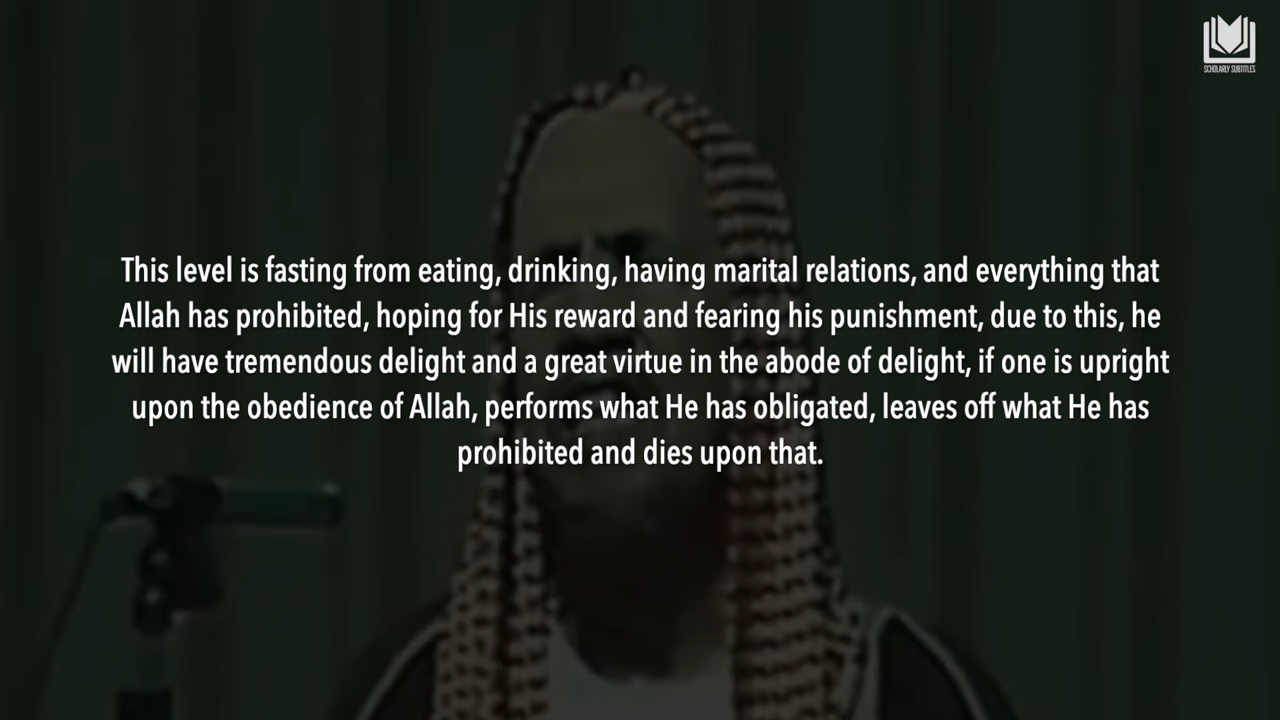 SCHOLARLY SUBTITLES
This level is fasting from eating, drinking, having marital relations, and everything that
Allah has prohibited, hoping for His reward and fearing his punishment, due to this, he
will have tremendous delight and a great virtue in the abode of delight, if one is upright
upon the obedience of Allah, performs what He has obligated, leaves off what He has
prohibited and dies upon that.